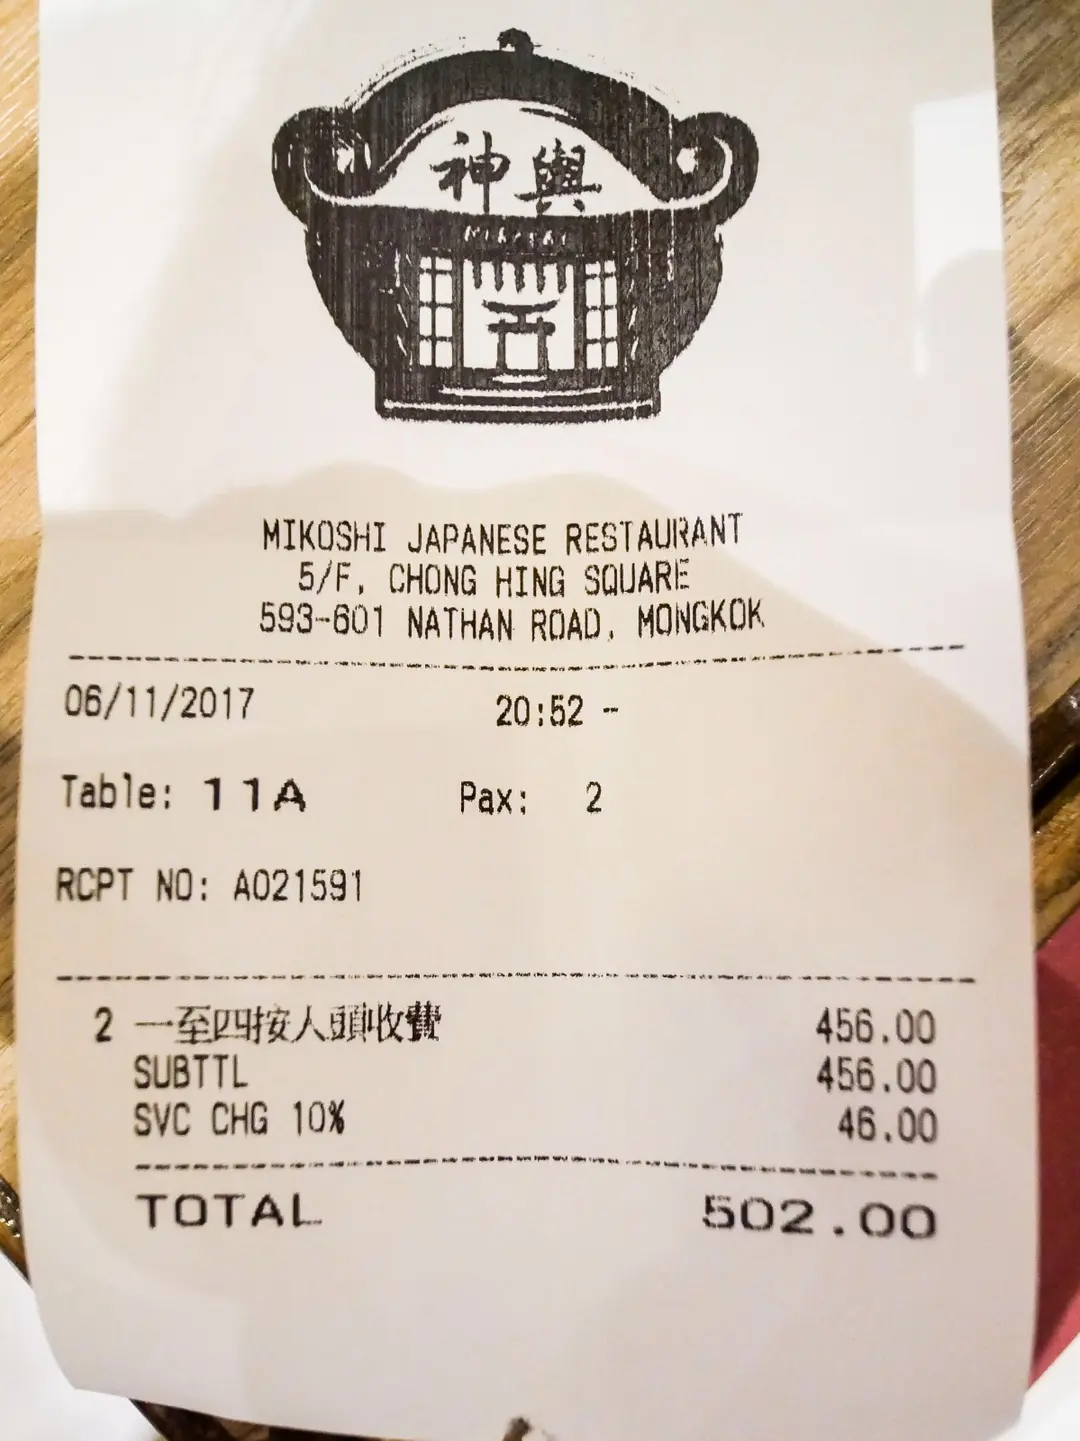 神輿
MIKOSHI
MIKOSHI JAPANESE RESTAURANT
5/F, CHONG HING SQUARE
593-601 NATHAN ROAD, MONGKOK
06/11/2017 20:52 -
Table: 11A Pax: 2
RCPT NO: A021591
2 一至四按人頭收費 456.00
SUBTTL 456.00
SVC CHG 10% 46.00
TOTAL 502.00